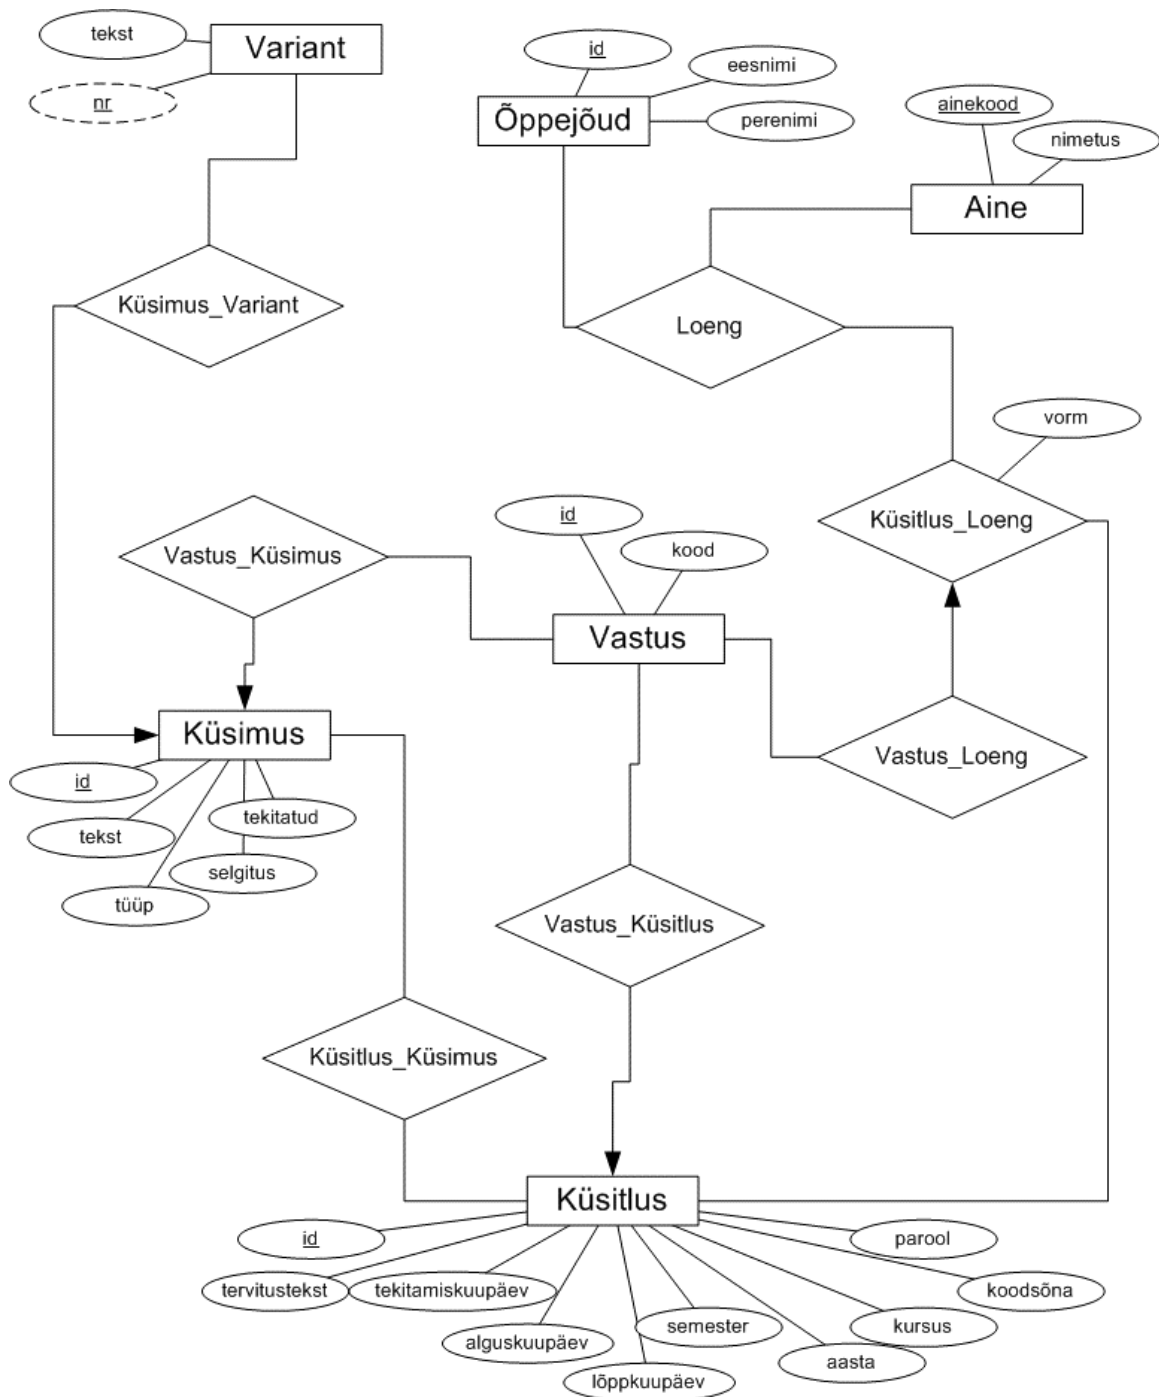 tekst
Variant
nr
id
eesnimi
Õppejõud
perenimi
ainekood
nimetus
Aine
Küsimus_Variant
Loeng
vorm
Küsitlus_Loeng
Vastus_Küsimus
id
kood
Vastus
Küsimus
id
tekst
tüüp
selgitus
tekitatud
Vastus_Loeng
Vastus_Küsitlus
Küsitlus_Küsimus
Küsitlus
id
tervitustekst
tekitamiskuupäev
alguskuupäev
lõppkuupäev
semester
aasta
kursus
koodsõna
parool